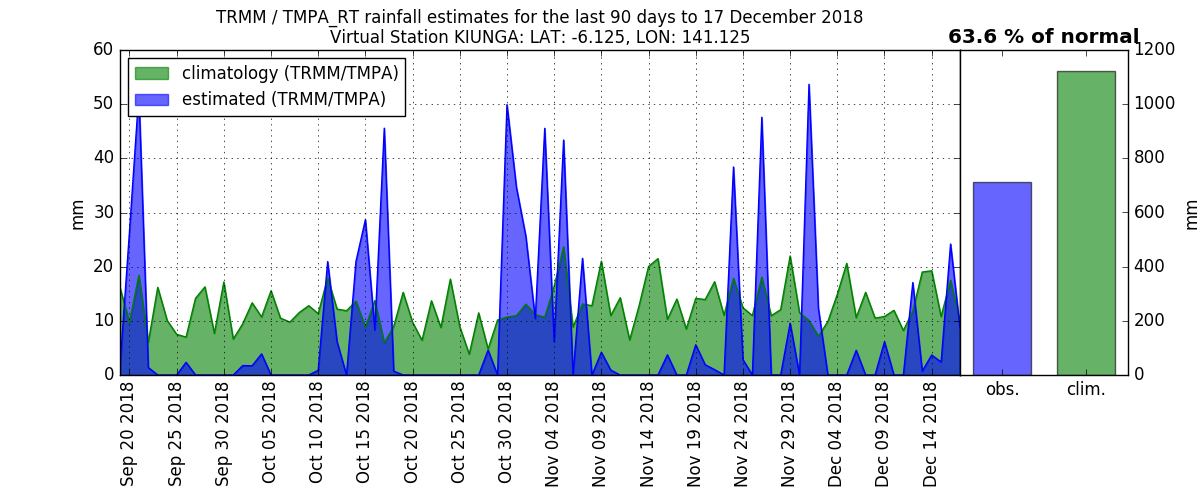 TRMM / TMPA_RT rainfall estimates for the last 90 days to 17 December 2018
Virtual Station KIUNGA: LAT: -6.125, LON: 141.125
63.6 % of normal
climatology (TRMM/TMPA)
estimated (TRMM/TMPA)
60
50
40
30
20
10
0
mm
Sep 20 2018
Sep 25 2018
Sep 30 2018
Oct 05 2018
Oct 10 2018
Oct 15 2018
Oct 20 2018
Oct 25 2018
Oct 30 2018
Nov 04 2018
Nov 09 2018
Nov 14 2018
Nov 19 2018
Nov 24 2018
Nov 29 2018
Dec 04 2018
Dec 09 2018
Dec 14 2018
obs.
clim.
1200
1000
800
600
400
200
0
mm